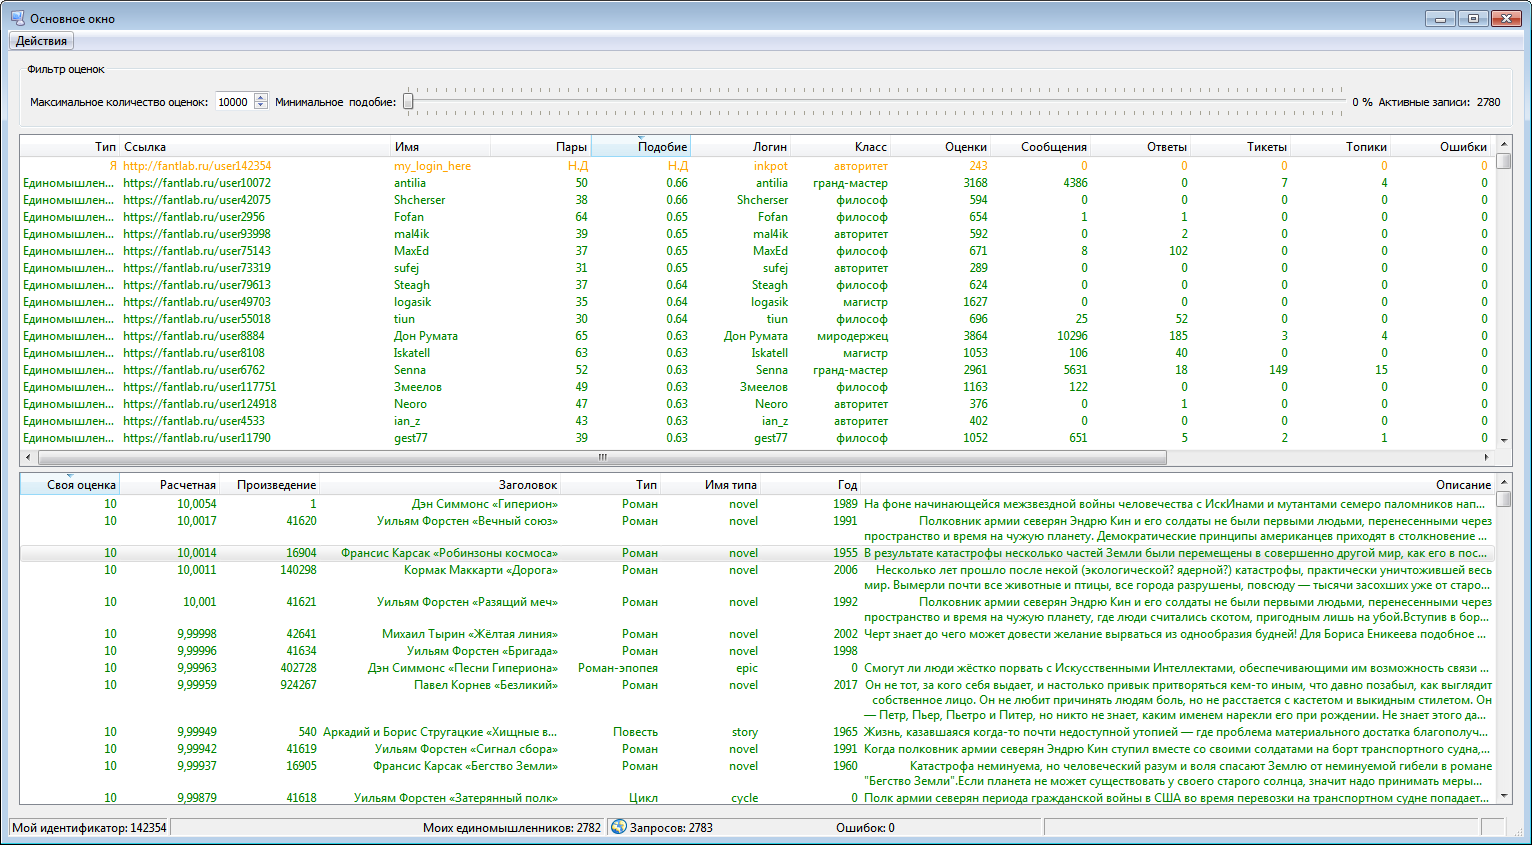 Основное окно
Действия
Фильтр оценок
Максимальное количество оценок: 10000 Минимальное подобие: 0 % Активные записи: 2780
Тип Ссылка Имя Пары Подобие Логин Класс Оценки Сообщения Ответы Тикеты Топики Ошибки
Я http://fantlab.ru/user142354 my_login_here Н.Д Н.Д inkpot авторитет 243 0 0 0 0 0
Единомышлен... https://fantlab.ru/user10072 antilia 50 0.66 antilia гранд-мастер 3168 4386 0 7 4 0
Единомышлен... https://fantlab.ru/user42075 Shcherser 38 0.66 Shcherser философ 594 0 0 0 0 0
Единомышлен... https://fantlab.ru/user2956 Fofan 64 0.65 Fofan философ 654 1 1 0 0 0
Единомышлен... https://fantlab.ru/user93998 mal4ik 39 0.65 mal4ik авторитет 592 0 2 0 0 0
Единомышлен... https://fantlab.ru/user75143 MaxEd 37 0.65 MaxEd философ 671 8 102 0 0 0
Единомышлен... https://fantlab.ru/user73319 sufej 31 0.65 sufej авторитет 289 0 0 0 0 0
Единомышлен... https://fantlab.ru/user79613 Steagh 37 0.64 Steagh философ 624 0 0 0 0 0
Единомышлен... https://fantlab.ru/user49703 logasik 35 0.64 logasik магистр 1627 0 0 0 0 0
Единомышлен... https://fantlab.ru/user55018 tiun 30 0.64 tiun философ 696 25 52 0 0 0
Единомышлен... https://fantlab.ru/user8884 Дон Румата 65 0.63 Дон Румата миродержец 3864 10296 185 3 4 0
Единомышлен... https://fantlab.ru/user8108 Iskatell 63 0.63 Iskatell магистр 1053 106 40 0 0 0
Единомышлен... https://fantlab.ru/user6762 Senna 52 0.63 Senna гранд-мастер 2961 5631 18 149 15 0
Единомышлен... https://fantlab.ru/user117751 Змеелов 49 0.63 Змеелов философ 1163 122 0 0 0 0
Единомышлен... https://fantlab.ru/user124918 Neoro 47 0.63 Neoro авторитет 376 0 1 0 0 0
Единомышлен... https://fantlab.ru/user4533 ian_z 43 0.63 ian_z авторитет 402 0 0 0 0 0
Единомышлен... https://fantlab.ru/user11790 gest77 39 0.63 gest77 философ 1052 651 5 2 1 0
Своя оценка Расчетная Произведение Заголовок Тип Имя типа Год Описание
10 10,0054 1 Дэн Симмонс «Гиперион» Роман novel 1989 На фоне начинающейся межзвездной войны человечества с ИскИнами и мутантами семеро паломников нап...
10 10,0017 41620 Уильям Форстен «Вечный союз» Роман novel 1991 Полковник армии северян Эндрю Кин и его солдаты не были первыми людьми, перенесенными через
пространство и время на чужую планету. Демократические принципы американцев приходят в столкновение ...
10 10,0014 16904 Франсис Карсак «Робинзоны космоса» Роман novel 1955 В результате катастрофы несколько частей Земли были перемещены в совершенно другой мир, как его в пос...
10 10,0011 140298 Кормак Маккарти «Дорога» Роман novel 2006 Несколько лет прошло после некой (экологической? ядерной?) катастрофы, практически уничтожившей весь
мир. Вымерли почти все животные и птицы, все города разрушены, повсюду — тысячи засохших уже от старо...
10 10,001 41621 Уильям Форстен «Разящий меч» Роман novel 1992 Полковник армии северян Эндрю Кин и его солдаты не были первыми людьми, перенесенными через
пространство и время на чужую планету, где люди считались скотом, пригодным лишь на убой.Вступив в бор...
10 9,99998 42641 Михаил Тырин «Жёлтая линия» Роман novel 2002 Черт знает до чего может довести желание вырваться из однообразия будней! Для Бориса Еникеева подобное ...
10 9,99996 41634 Уильям Форстен «Бригада» Роман novel 1998
10 9,99963 402728 Дэн Симмонс «Песни Гипериона» Роман-эпопея epic 0 Смогут ли люди жёстко порвать с Искусственными Интеллектами, обеспечивающими им возможность связи ...
10 9,99959 924267 Павел Корнев «Безликий» Роман novel 2017 Он не тот, за кого себя выдает, и настолько привык притворяться кем-то иным, что давно позабыл, как выглядит
собственное лицо. Он не любит причинять людям боль, но не расстается с кастетом и выкидным стилетом. Он
— Петр, Пьер, Пьетро и Питер, но никто не знает, каким именем нарекли его при рождении. Не знает этого да...
10 9,99949 540 Аркадий и Борис Стругацкие «Хищные в... Повесть story 1965 Жизнь, казавшаяся когда-то почти недоступной утопией — где проблема материального достатка благополуч...
10 9,99942 41619 Уильям Форстен «Сигнал сбора» Роман novel 1991 Когда полковник армии северян Эндрю Кин ступил вместе со своими солдатами на борт транспортного судна,...
10 9,99937 16905 Франсис Карсак «Бегство Земли» Роман novel 1960 Катастрофа неминуема, но человеческий разум и воля спасают Землю от неминуемой гибели в романе
"Бегство Земли".Если планета не может существовать у своего старого солнца, значит надо принимать меры...
10 9,99879 41618 Уильям Форстен «Затерянный полк» Цикл cycle 0 Полк армии северян периода гражданской войны в США во время перевозки на транспортном судне попадает...
Мой идентификатор: 142354 Моих единомышленников: 2782 Запросов: 2783 Ошибок: 0